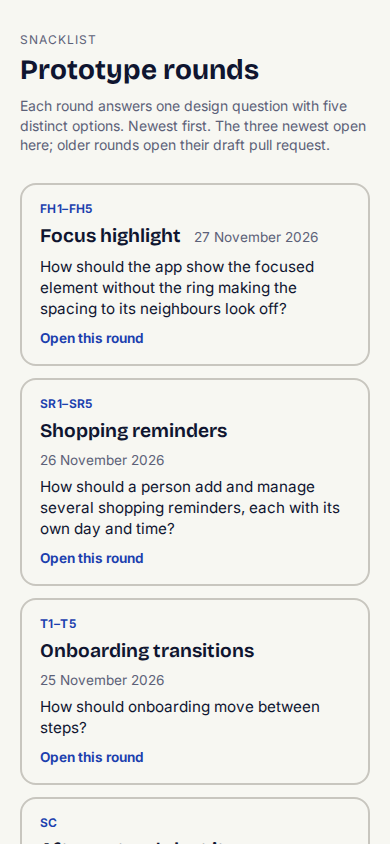 SNACKLIST
Prototype rounds
Each round answers one design question with five
distinct options. Newest first. The three newest open
here; older rounds open their draft pull request.
FH1–FH5
Focus highlight 27 November 2026
How should the app show the focused
element without the ring making the
spacing to its neighbours look off?
Open this round
SR1–SR5
Shopping reminders
26 November 2026
How should a person add and manage
several shopping reminders, each with its
own day and time?
Open this round
T1–T5
Onboarding transitions
25 November 2026
How should onboarding move between
steps?
Open this round
SC